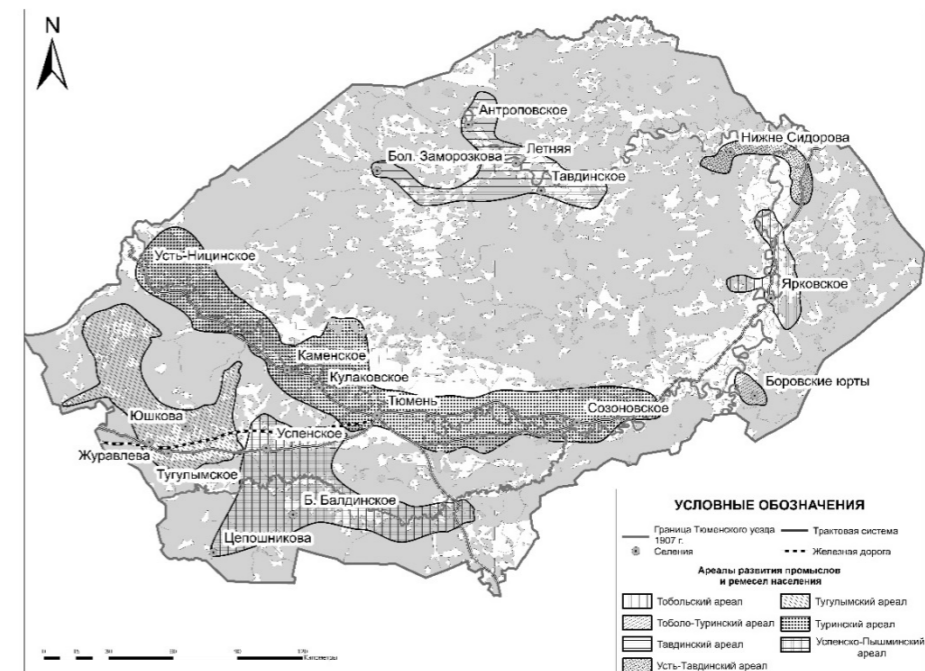 N
Антроповское
Летняя
Бол. Заморозкова
Тавдинское
Нижне Сидорова
Усть-Ницинское
Ярковское
Каменское
Кулаковское
Тюмень
Созоновское
Боровские юрты
Юшкова
Успенское
Журавлева
Тугулымское
Б. Балдинское
Цепошникова
УСЛОВНЫЕ ОБОЗНАЧЕНИЯ
Граница Тюменского уезда
1907 г.
Трактовая система
Селения
Железная дорога
Ареалы развития промыслов
и ремесел населения
Тобольский ареал
Тугулымский ареал
Тоболо-Туринский ареал
Туринский ареал
Тавдинский ареал
Успенско-Пышминский
ареал
Усть-Тавдинский ареал
Километры